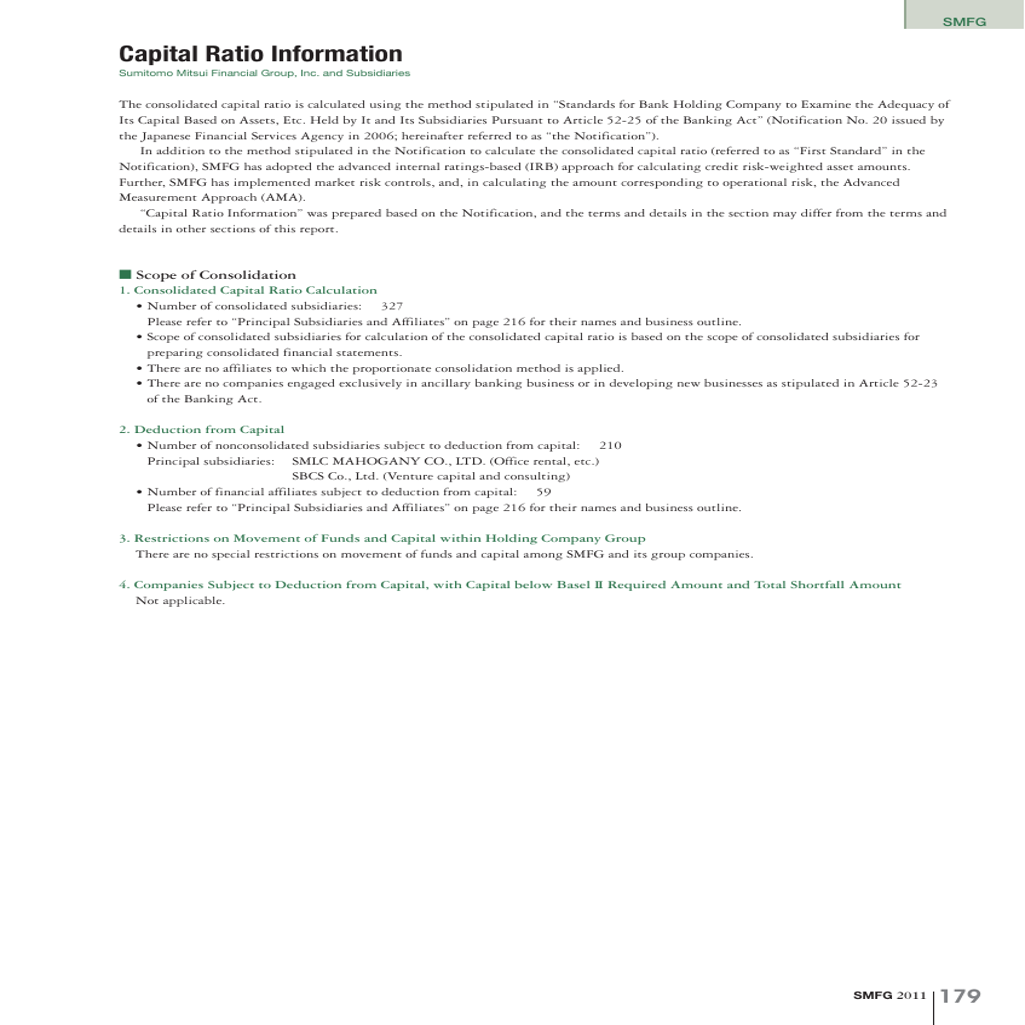 SMFG
Capital Ratio Information
Sumitomo Mitsui Financial Group, Inc. and Subsidiaries
The consolidated capital ratio is calculated using the method stipulated in “Standards for Bank Holding Company to Examine the Adequacy of
Its Capital Based on Assets, Etc. Held by It and Its Subsidiaries Pursuant to Article 52-25 of the Banking Act” (Notification No. 20 issued by
the Japanese Financial Services Agency in 2006; hereinafter referred to as “the Notification”).
In addition to the method stipulated in the Notification to calculate the consolidated capital ratio (referred to as “First Standard” in the
Notification), SMFG has adopted the advanced internal ratings-based (IRB) approach for calculating credit risk-weighted asset amounts.
Further, SMFG has implemented market risk controls, and, in calculating the amount corresponding to operational risk, the Advanced
Measurement Approach (AMA).
“Capital Ratio Information” was prepared based on the Notification, and the terms and details in the section may differ from the terms and
details in other sections of this report.
■ Scope of Consolidation
1. Consolidated Capital Ratio Calculation
• Number of consolidated subsidiaries: 327
Please refer to “Principal Subsidiaries and Affiliates” on page 216 for their names and business outline.
• Scope of consolidated subsidiaries for calculation of the consolidated capital ratio is based on the scope of consolidated subsidiaries for
preparing consolidated financial statements.
• There are no affiliates to which the proportionate consolidation method is applied.
• There are no companies engaged exclusively in ancillary banking business or in developing new businesses as stipulated in Article 52-23
of the Banking Act.
2. Deduction from Capital
• Number of nonconsolidated subsidiaries subject to deduction from capital: 210
Principal subsidiaries: SMLC MAHOGANY CO., LTD. (Office rental, etc.)
SBCS Co., Ltd. (Venture capital and consulting)
• Number of financial affiliates subject to deduction from capital: 59
Please refer to “Principal Subsidiaries and Affiliates” on page 216 for their names and business outline.
3. Restrictions on Movement of Funds and Capital within Holding Company Group
There are no special restrictions on movement of funds and capital among SMFG and its group companies.
4. Companies Subject to Deduction from Capital, with Capital below Basel II Required Amount and Total Shortfall Amount
Not applicable.
SMFG 2011 179